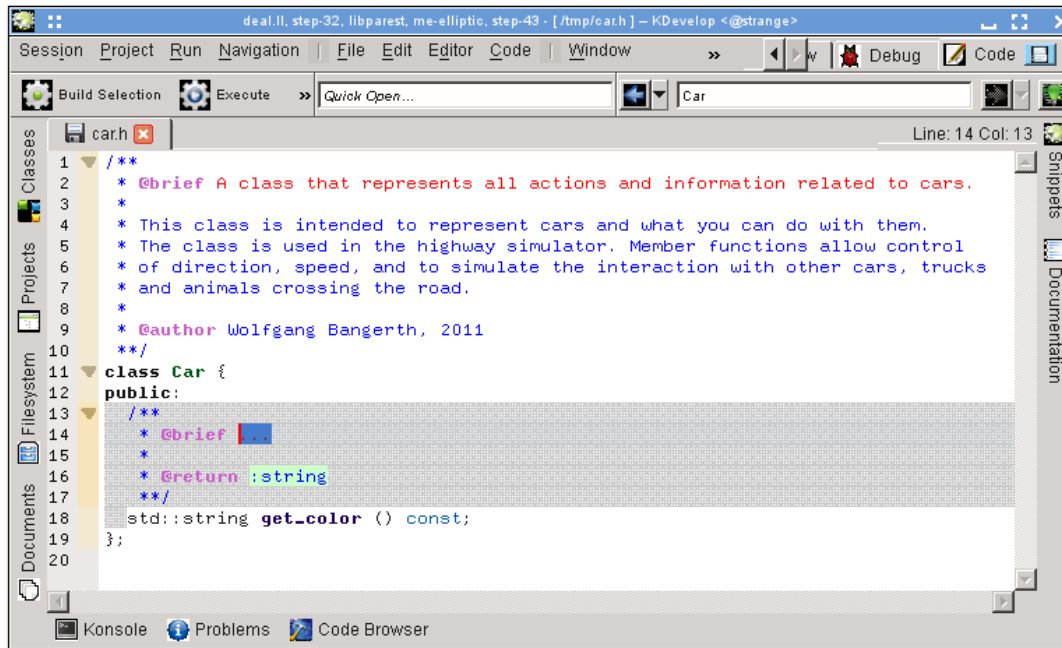 deal.II, step-32, libparest, me-elliptic, step-43 - [ /tmp/car.h ] – KDevelop <@strange>
Session Project Run Navigation | File Edit Editor Code | Window » Debug Code
Build Selection Execute » Quick Open... Car
car.h Line: 14 Col: 13
Classes
Projects
Filesystem
Documents
1 /**
2 * @brief A class that represents all actions and information related to cars.
3 *
4 * This class is intended to represent cars and what you can do with them.
5 * The class is used in the highway simulator. Member functions allow control
6 * of direction, speed, and to simulate the interaction with other cars, trucks
7 * and animals crossing the road.
8 *
9 * @author Wolfgang Bangerth, 2011
10 **/
11 class Car {
12 public:
13 /**
14 * @brief ...
15 *
16 * @return :string
17 **/
18 std::string get_color () const;
19 };
20
Snippets
Documentation
Konsole Problems Code Browser